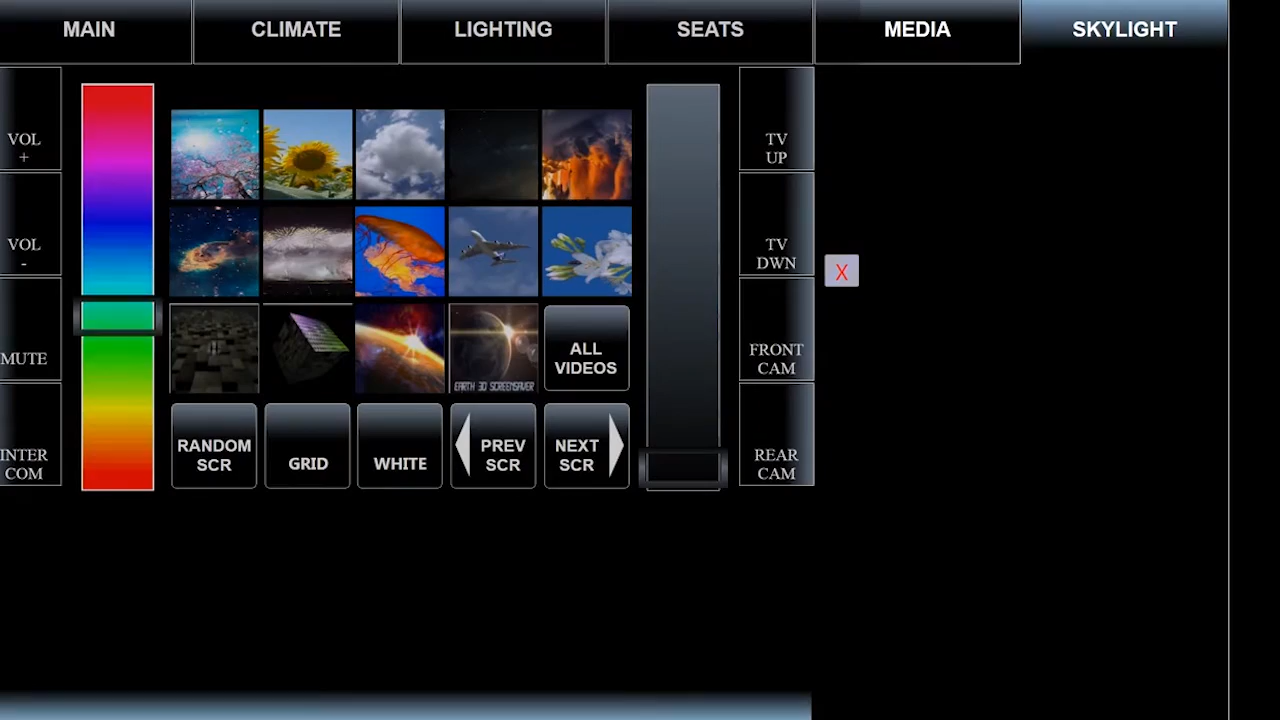 MAIN
CLIMATE
LIGHTING
SEATS
MEDIA
SKYLIGHT
VOL
+
VOL
-
MUTE
INTER
COM
EARTH 3D SCREENSAVER
ALL
VIDEOS
RANDOM
SCR
GRID
WHITE
PREV
SCR
NEXT
SCR
TV
UP
TV
DWN
FRONT
CAM
REAR
CAM
X